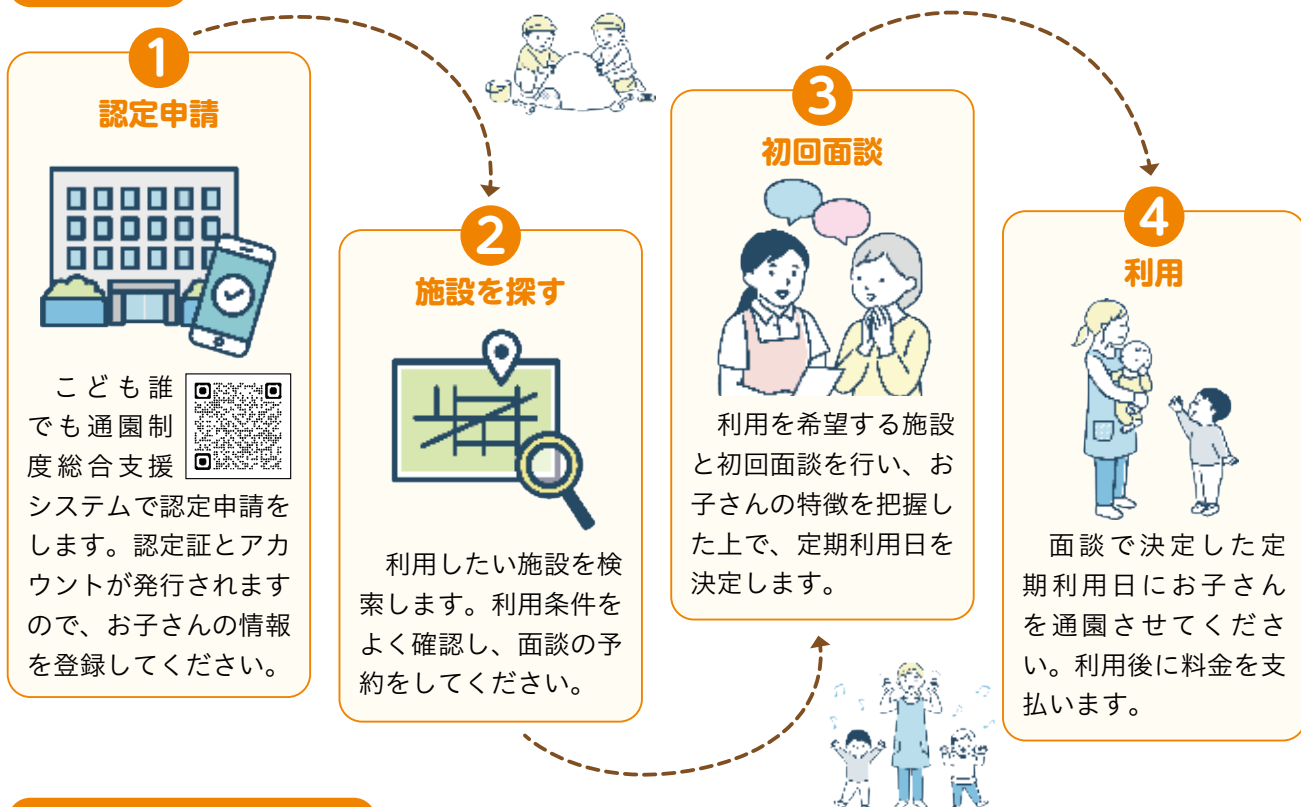 1
認定申請
こども誰
でも通園制
度総合支援
システムで認定申請を
します。認定証とアカ
ウントが発行されます
ので、お子さんの情報
を登録してください。
2
施設を探す
利用したい施設を検
索します。利用条件を
よく確認し、面談の予
約をしてください。
3
初回面談
利用を希望する施設
と初回面談を行い、お
子さんの特徴を把握し
た上で、定期利用日を
決定します。
4
利用
面談で決定した定
期利用日にお子さん
を通園させてくださ
い。利用後に料金を支
払います。